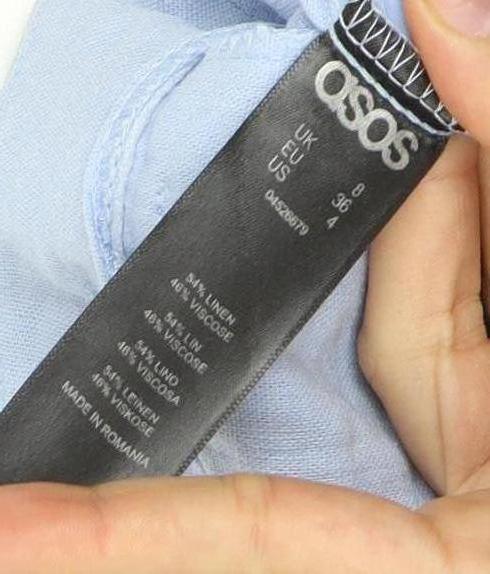 asos
UK 8
EU 36
US 4
04526679
54% LINEN
46% VISCOSE
54% LIN
46% VISCOSE
54% LINO
46% VISCOSA
54% LEINEN
46% VISKOSE
MADE IN ROMANIA